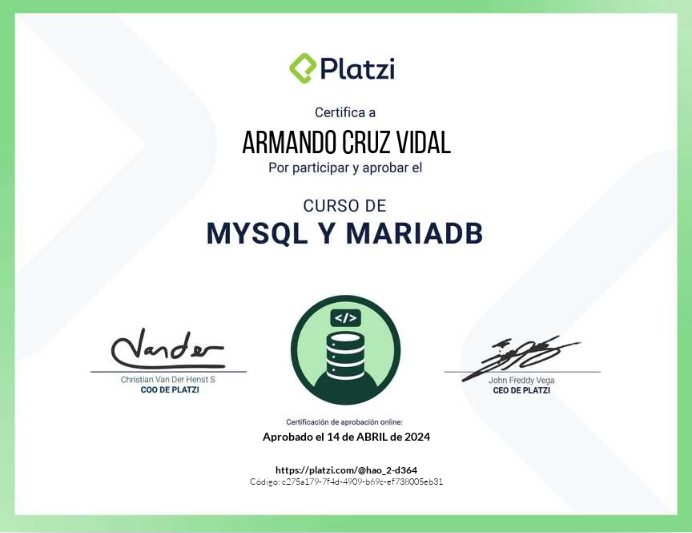 Platzi
Certifica a
ARMANDO CRUZ VIDAL
Por participar y aprobar el
CURSO DE
MYSQL Y MARIADB
</>
Vander
Christian Van Der Henst S
COO DE PLATZI
John Freddy Vega
CEO DE PLATZI
Certificación de aprobación online:
Aprobado el 14 de ABRIL de 2024
https://platzi.com/@hao_2-d364
Código: c275a179-7f4d-4909-b69c-ef738005eb31